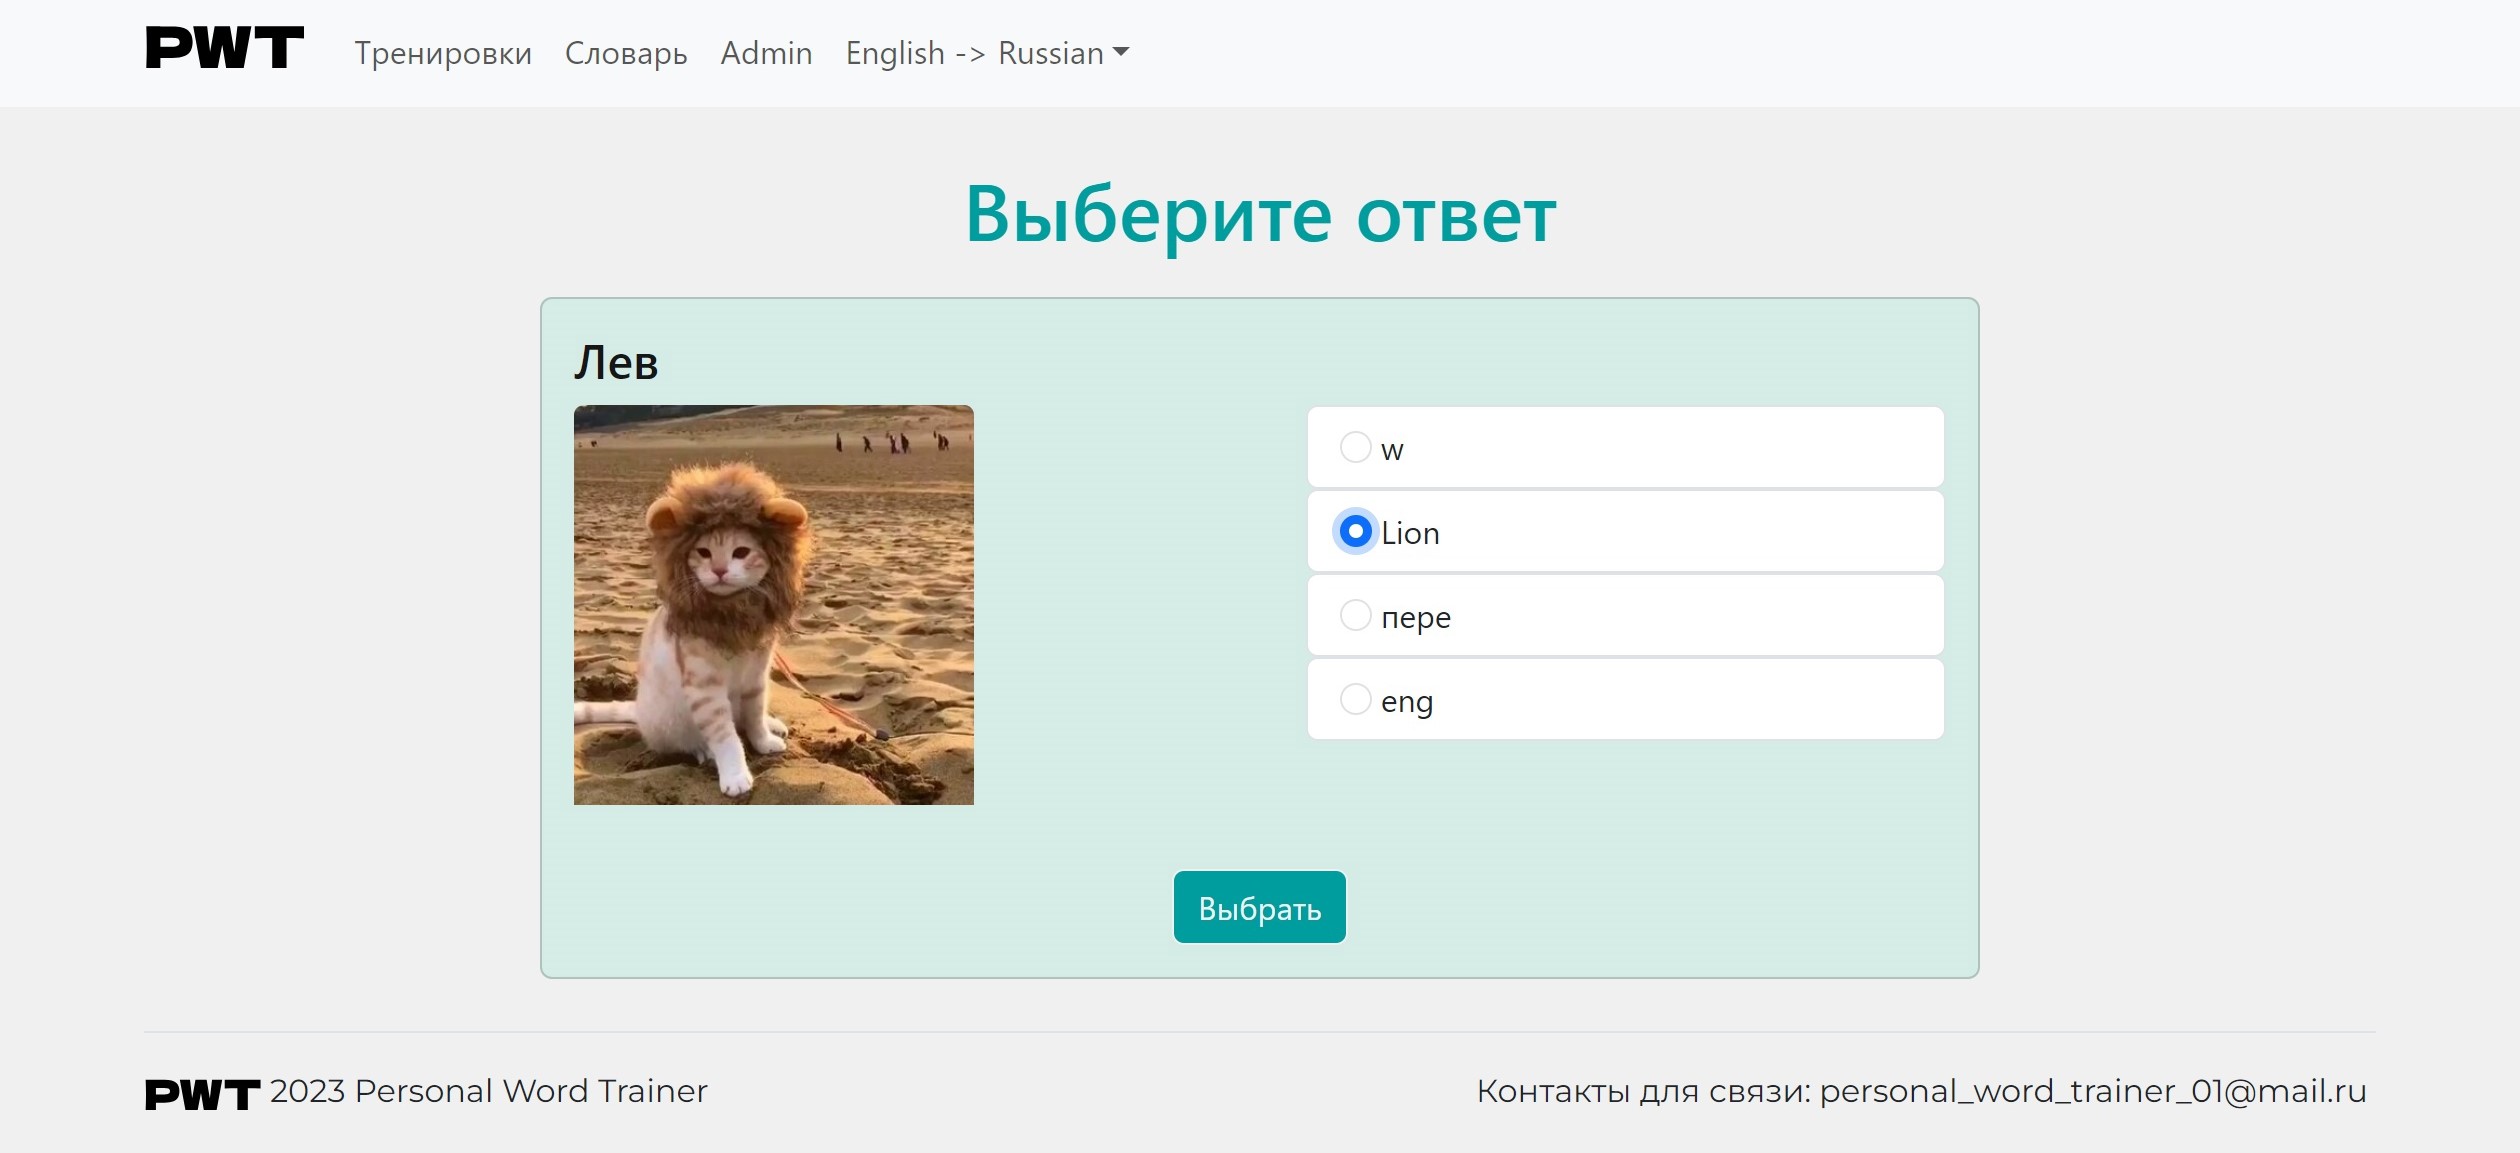 PWT Тренировки Словарь Admin English -> Russian
Выберите ответ
Лев
w
Lion
пере
eng
Выбрать
PWT 2023 Personal Word Trainer
Контакты для связи: personal_word_trainer_01@mail.ru